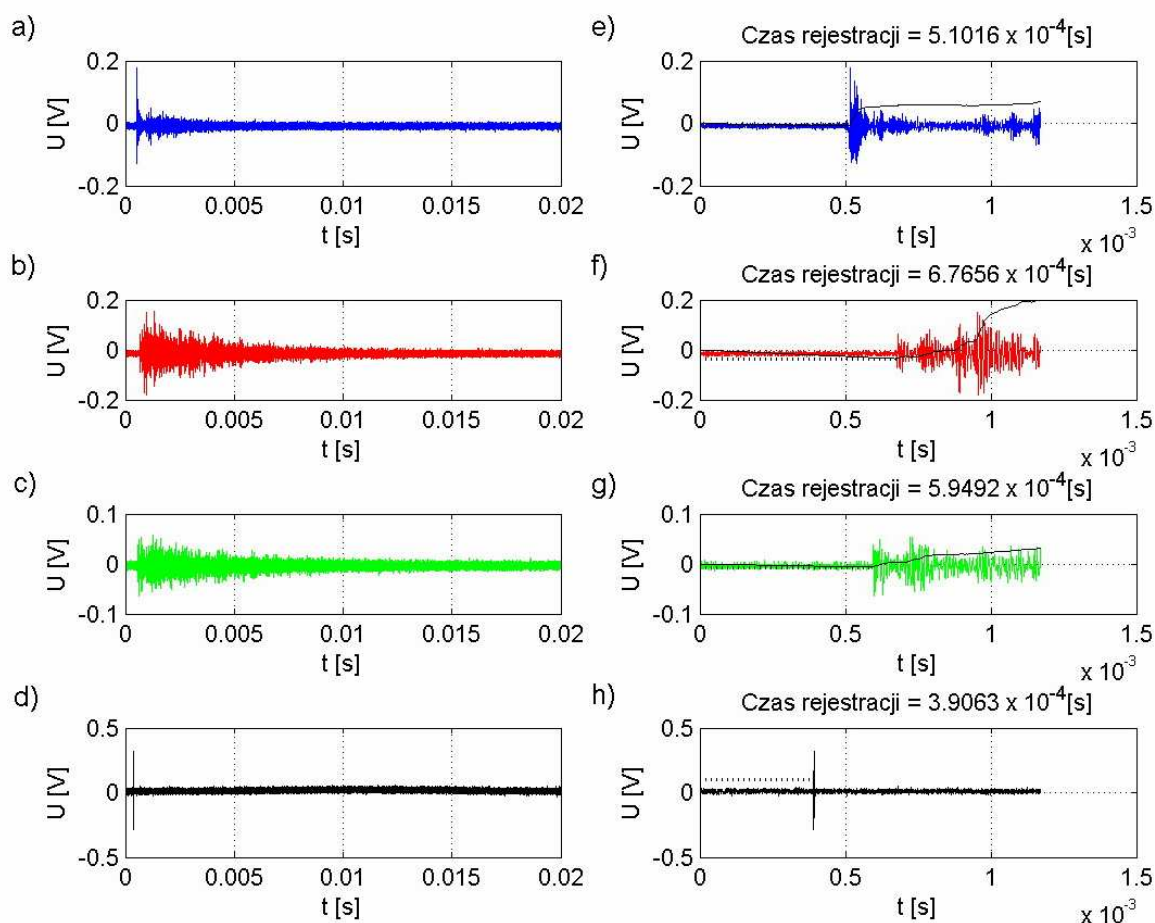 a)
0.2
0
-0.2
U [V]
0 0.005 0.01 0.015 0.02
t [s]
e)
Czas rejestracji = 5.1016 x 10⁻⁴[s]
0.2
0
-0.2
U [V]
0 0.5 1 1.5
t [s]
x 10⁻³
b)
0.2
0
-0.2
U [V]
0 0.005 0.01 0.015 0.02
t [s]
f)
Czas rejestracji = 6.7656 x 10⁻⁴[s]
0.2
0
-0.2
U [V]
0 0.5 1 1.5
t [s]
x 10⁻³
c)
0.1
0
-0.1
U [V]
0 0.005 0.01 0.015 0.02
t [s]
g)
Czas rejestracji = 5.9492 x 10⁻⁴[s]
0.1
0
-0.1
U [V]
0 0.5 1 1.5
t [s]
x 10⁻³
d)
0.5
0
-0.5
U [V]
0 0.005 0.01 0.015 0.02
t [s]
h)
Czas rejestracji = 3.9063 x 10⁻⁴[s]
0.5
0
-0.5
U [V]
0 0.5 1 1.5
t [s]
x 10⁻³